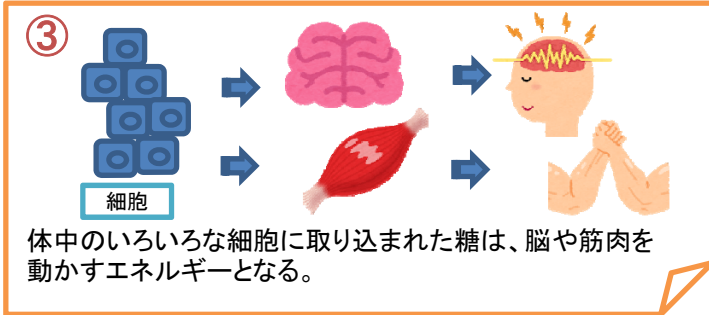 ③
細胞
体中のいろいろな細胞に取り込まれた糖は、脳や筋肉を
動かすエネルギーとなる。